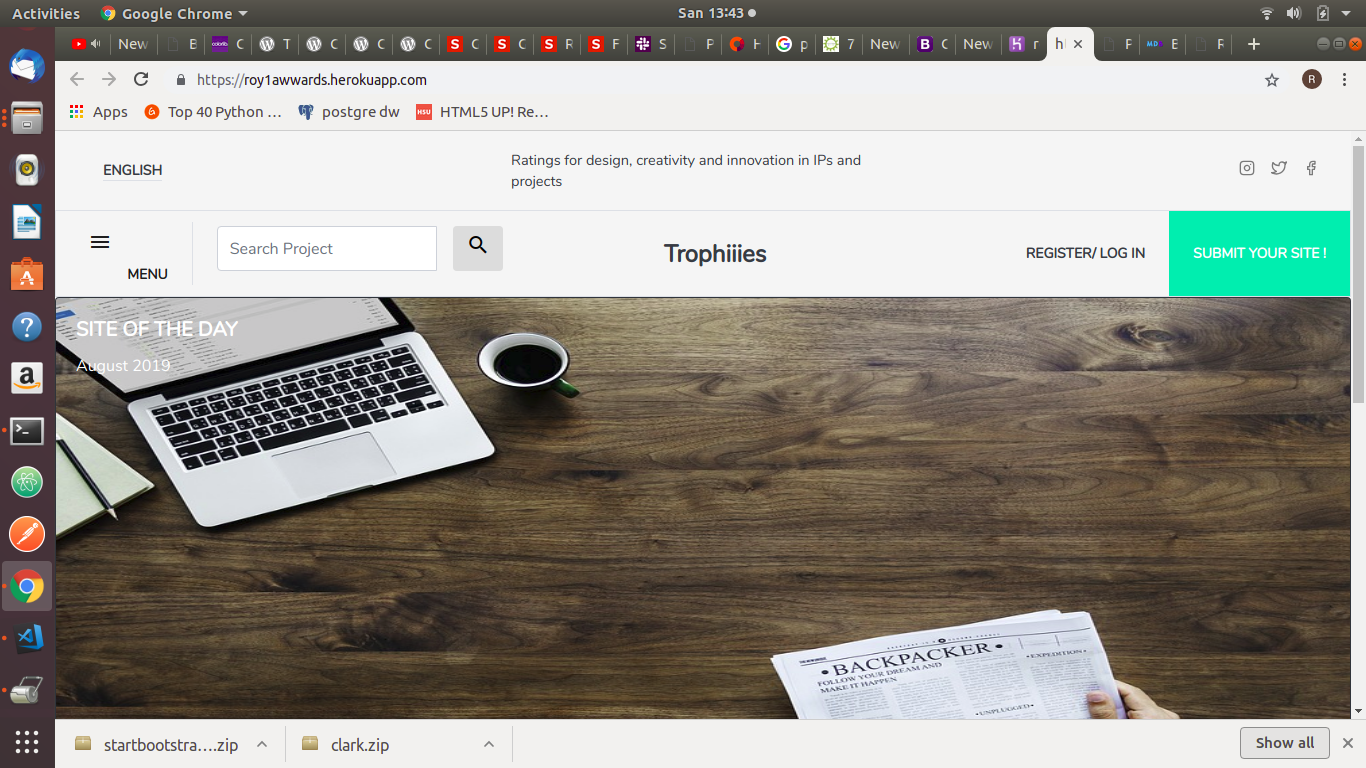 Activities
Google Chrome
San 13:43
New
E
C
T
C
C
C
C
C
R
F
S
P
H
p
7
New
C
New
r
h
F
E
F
https://roy1awwards.herokuapp.com
R
Apps
Top 40 Python …
postgre dw
HTML5 UP! Re…
ENGLISH
Ratings for design, creativity and innovation in IPs and
projects
MENU
Search Project
Trophiiies
REGISTER/ LOG IN
SUBMIT YOUR SITE !
SITE OF THE DAY
August 2019
• BACKPACKER •
FOLLOW YOUR DREAM AND
MAKE IT HAPPEN
• EXPEDITION •
• UNPLUGGED •
startbootstra….zip
clark.zip
Show all